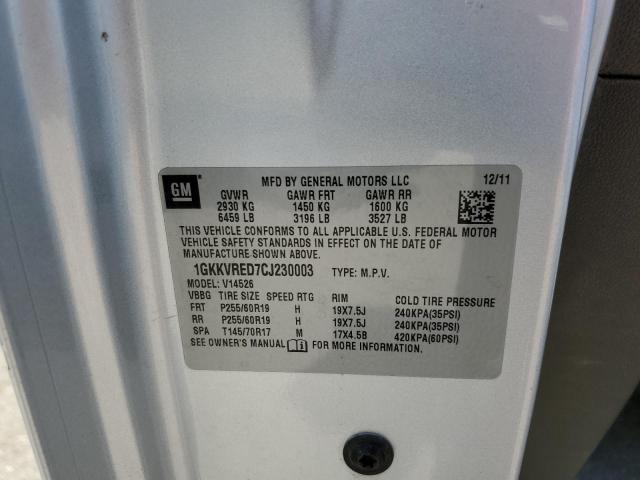 GM
MFD BY GENERAL MOTORS LLC 12/11
GVWR GAWR FRT GAWR RR
2930 KG 1450 KG 1600 KG
6459 LB 3196 LB 3527 LB
THIS VEHICLE CONFORMS TO ALL APPLICABLE U.S. FEDERAL MOTOR
VEHICLE SAFETY STANDARDS IN EFFECT ON THE DATE OF
MANUFACTURE SHOWN ABOVE.
1GKKVRED7CJ230003 TYPE: M.P.V.
MODEL: V14526
VBBG TIRE SIZE SPEED RTG RIM COLD TIRE PRESSURE
FRT P255/60R19 H 19X7.5J 240KPA(35PSI)
RR P255/60R19 H 19X7.5J 240KPA(35PSI)
SPA T145/70R17 M 17X4.5B 420KPA(60PSI)
SEE OWNER'S MANUAL FOR MORE INFORMATION.